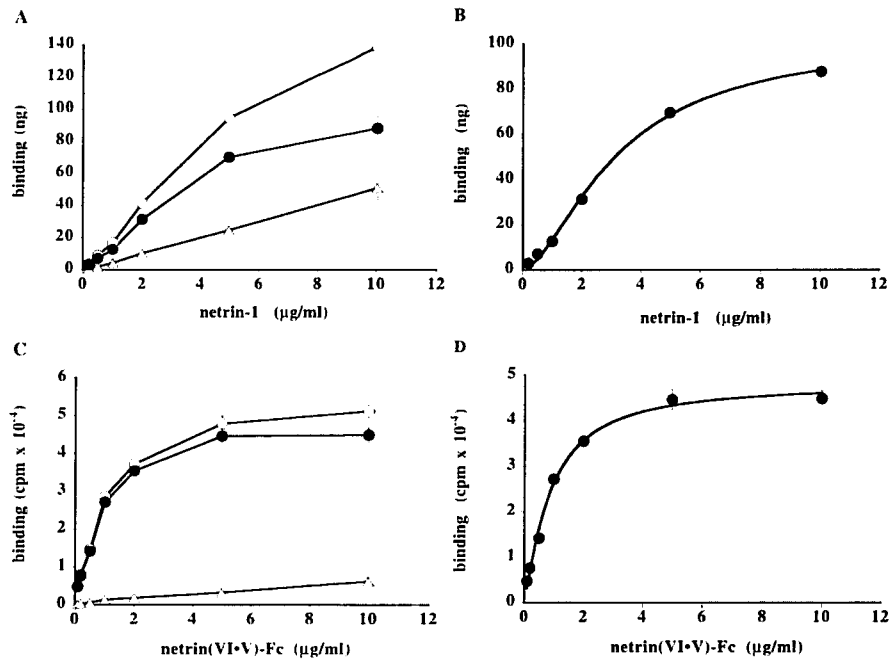 A
140
120
100
80
60
40
20
0
binding (ng)
0 2 4 6 8 10 12
netrin-1 (µg/ml)
B
100
80
60
40
20
0
binding (ng)
0 2 4 6 8 10 12
netrin-1 (µg/ml)
C
6
5
4
3
2
1
0
binding (cpm x 10⁻⁴)
0 2 4 6 8 10 12
netrin(VI•V)-Fc (µg/ml)
D
5
4
3
2
1
0
binding (cpm x 10⁻⁴)
0 2 4 6 8 10 12
netrin(VI•V)-Fc (µg/ml)